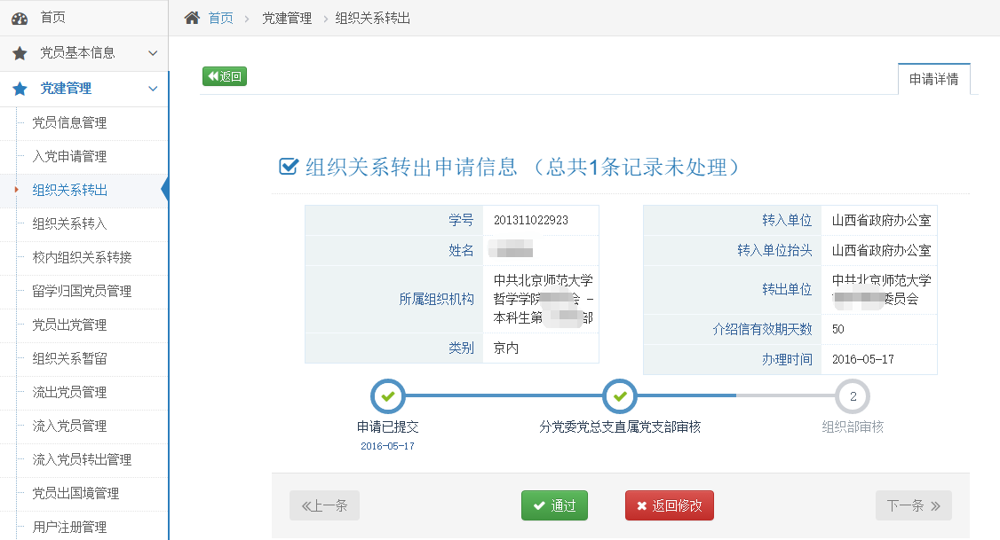 首页
党员基本信息
党建管理
党员信息管理
入党申请管理
组织关系转出
组织关系转入
校内组织关系转接
留学归国党员管理
党员出党管理
组织关系暂留
流出党员管理
流入党员管理
流入党员转出管理
党员出国境管理
用户注册管理
首页 › 党建管理 › 组织关系转出
返回
申请详情
组织关系转出申请信息 （总共1条记录未处理）
学号 201311022923
姓名
所属组织机构 中共北京师范大学
哲学学院 会 -
本科生第 部
类别 京内
转入单位 山西省政府办公室
转入单位抬头 山西省政府办公室
转出单位 中共北京师范大学
委员会
介绍信有效期天数 50
办理时间 2016-05-17
2
申请已提交 分党委党总支直属党支部审核 组织部审核
2016-05-17
上一条 通过 返回修改 下一条